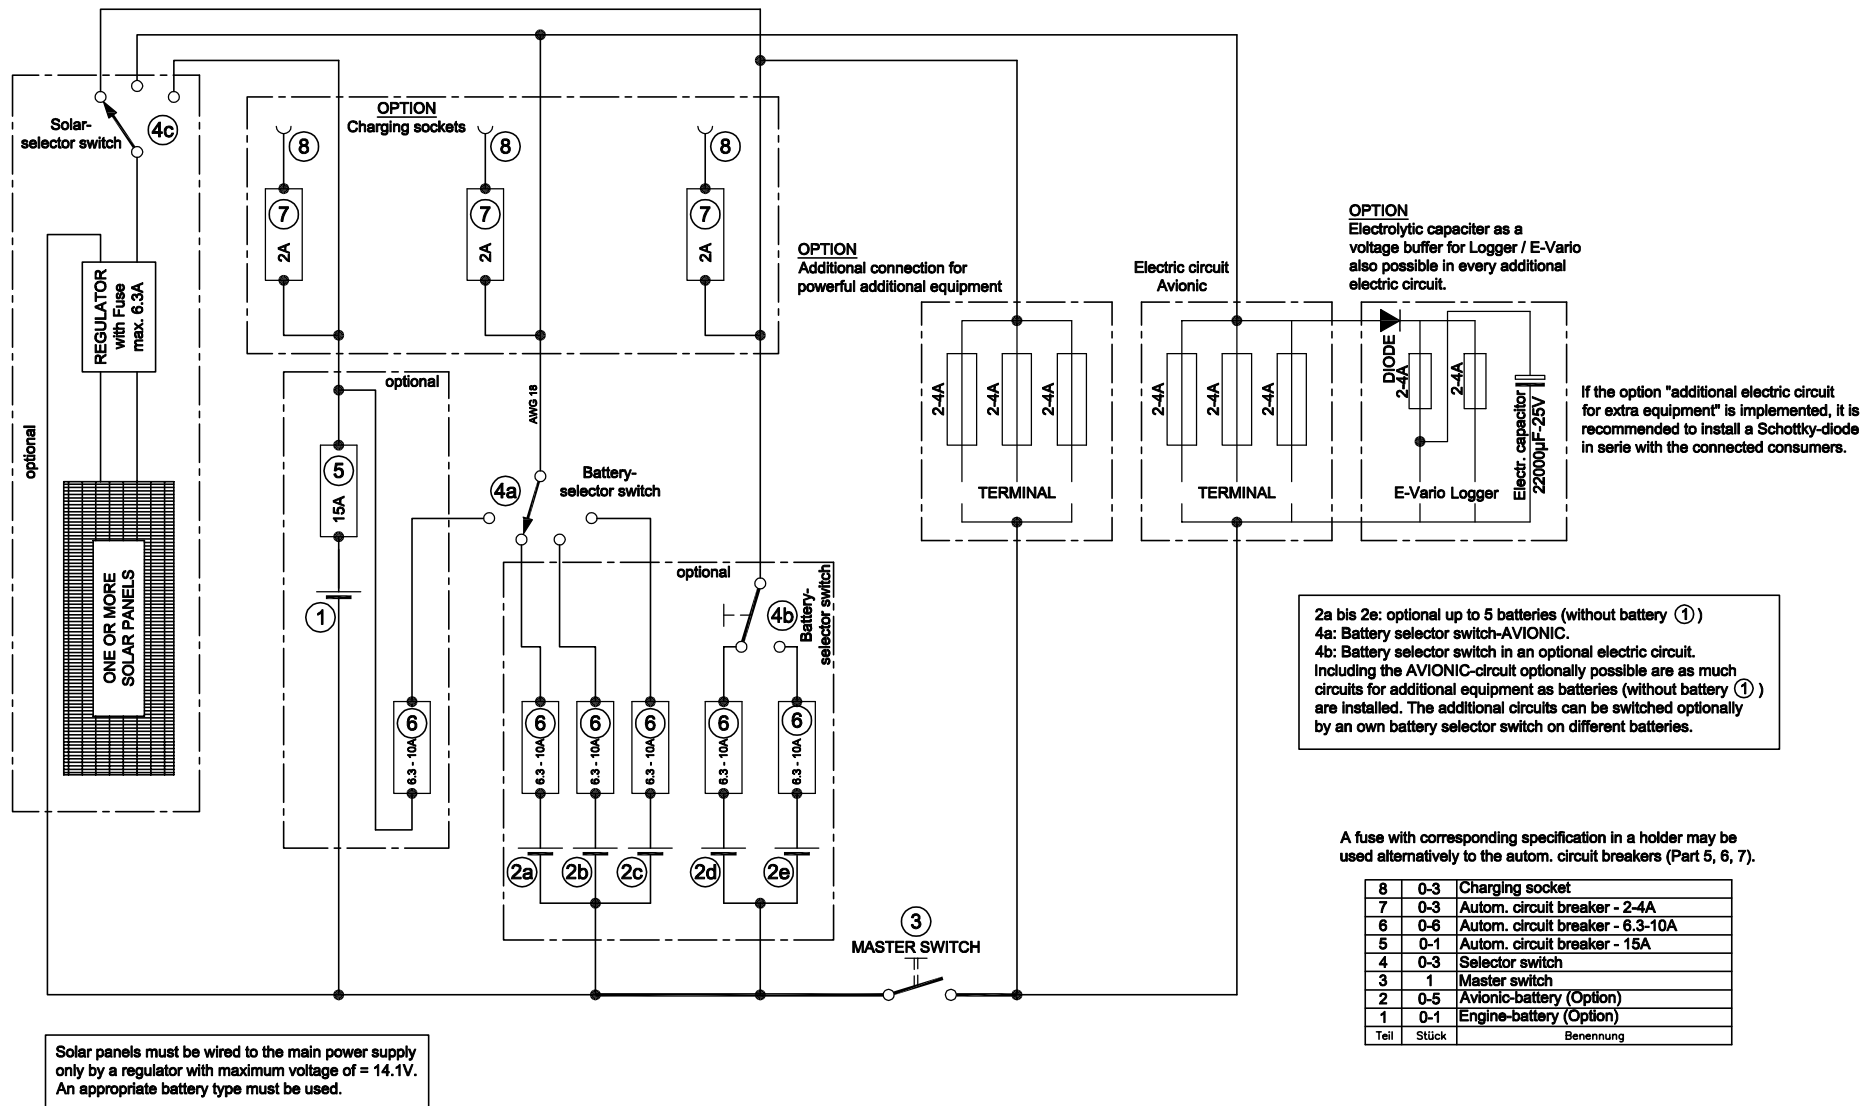 Solar-
selector switch
4c
OPTION
Charging sockets
8
8
8
7
2A
7
2A
7
2A
REGULATOR
with Fuse
max. 6.3A
optional
ONE OR MORE
SOLAR PANELS
optional
5
15A
1
6
6.3 - 10A
AWG 18
4a
Battery-
selector switch
optional
4b
Battery-
selector switch
6
6.3 - 10A
6
6.3 - 10A
6
6.3 - 10A
6
6.3 - 10A
6
6.3 - 10A
2a
2b
2c
2d
2e
3
MASTER SWITCH
OPTION
Additional connection for
powerful additional equipment
2-4A
2-4A
2-4A
TERMINAL
Electric circuit
Avionic
2-4A
2-4A
2-4A
TERMINAL
OPTION
Electrolytic capaciter as a
voltage buffer for Logger / E-Vario
also possible in every additional
electric circuit.
DIODE
2-4A
2-4A
E-Vario Logger
Electr. capacitor
22000µF-25V
If the option "additional electric circuit
for extra equipment" is implemented, it is
recommended to install a Schottky-diode
in serie with the connected consumers.
2a bis 2e: optional up to 5 batteries (without battery 1 )
4a: Battery selector switch-AVIONIC.
4b: Battery selector switch in an optional electric circuit.
Including the AVIONIC-circuit optionally possible are as much
circuits for additional equipment as batteries (without battery 1 )
are installed. The additional circuits can be switched optionally
by an own battery selector switch on different batteries.
A fuse with corresponding specification in a holder may be
used alternatively to the autom. circuit breakers (Part 5, 6, 7).
8 0-3 Charging socket
7 0-3 Autom. circuit breaker - 2-4A
6 0-6 Autom. circuit breaker - 6.3-10A
5 0-1 Autom. circuit breaker - 15A
4 0-3 Selector switch
3 1 Master switch
2 0-5 Avionic-battery (Option)
1 0-1 Engine-battery (Option)
Teil Stück Benennung
Solar panels must be wired to the main power supply
only by a regulator with maximum voltage of = 14.1V.
An appropriate battery type must be used.